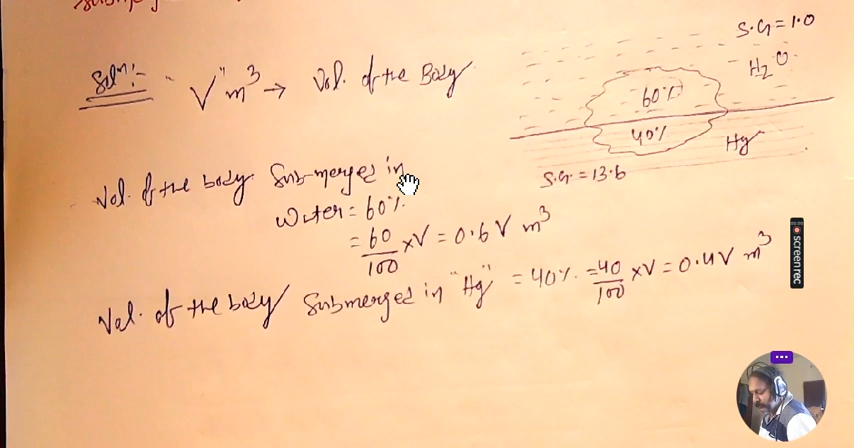 S.G = 1.0
Solⁿ:- "V" m³ → Vol. of the Body
H₂O
60%
40%
Hg
S.G. = 13.6
Vol. of the body Submerged in
Water = 60%.
= 60/100 × V = 0.6 V m³
Vol. of the body Submerged in "Hg" = 40%. = 40/100 × V = 0.4V m³
screenrec